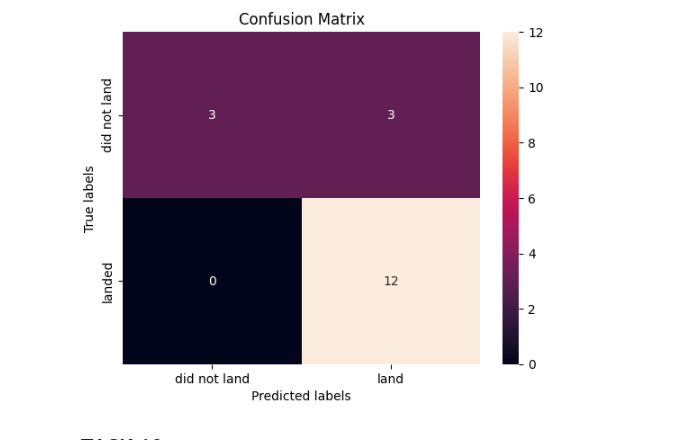 Confusion Matrix
12
10
8
6
4
2
0
True labels
did not land
landed
3
3
0
12
did not land
land
Predicted labels